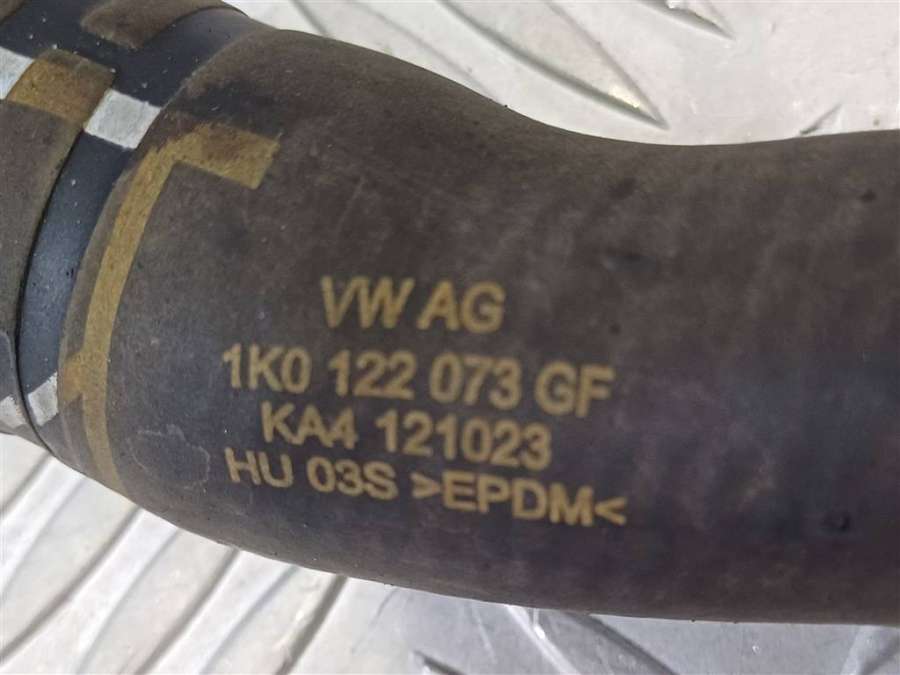 VW AG
1K0 122 073 GF
KA4 121023
HU 03S >EPDM<